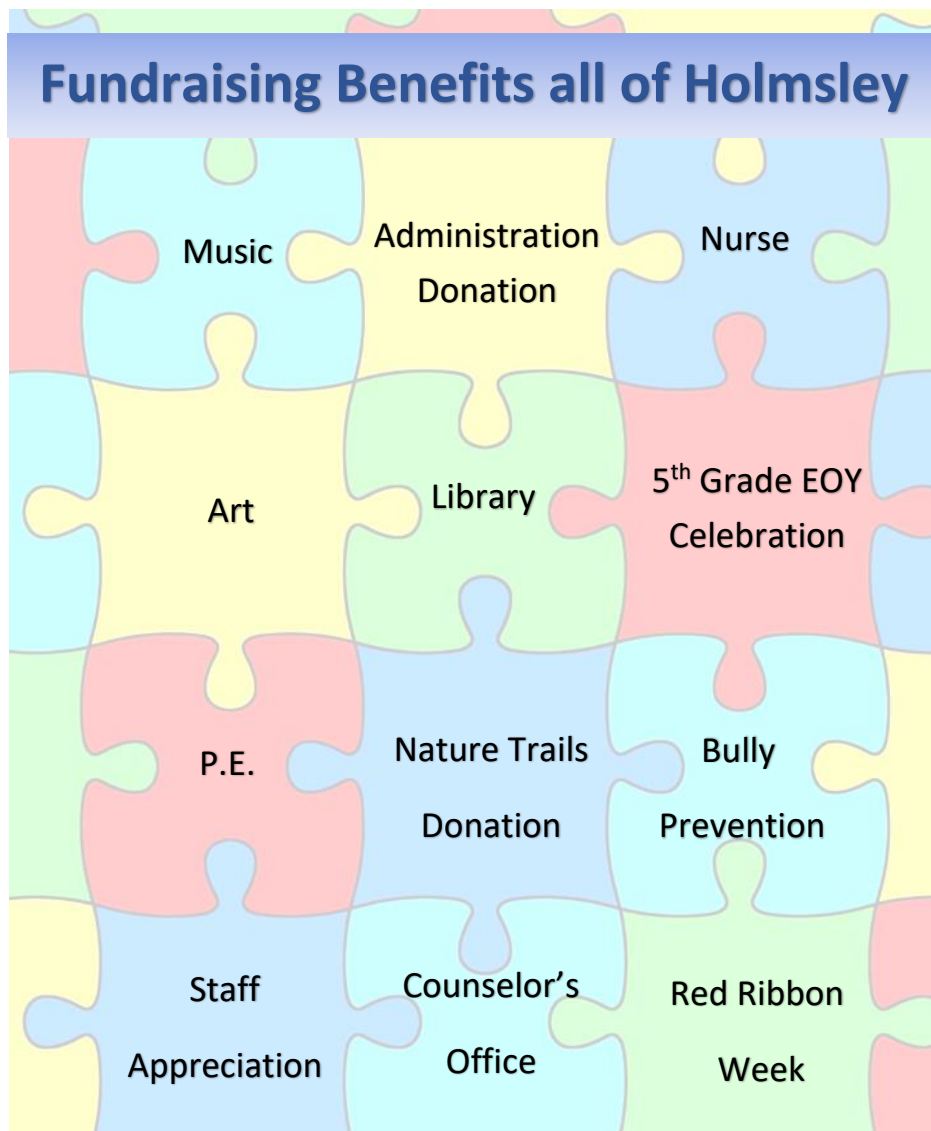 Fundraising Benefits all of Holmsley
Music
Administration
Donation
Nurse
Art
Library
5th Grade EOY
Celebration
P.E.
Nature Trails
Donation
Bully
Prevention
Staff
Appreciation
Counselor's
Office
Red Ribbon
Week